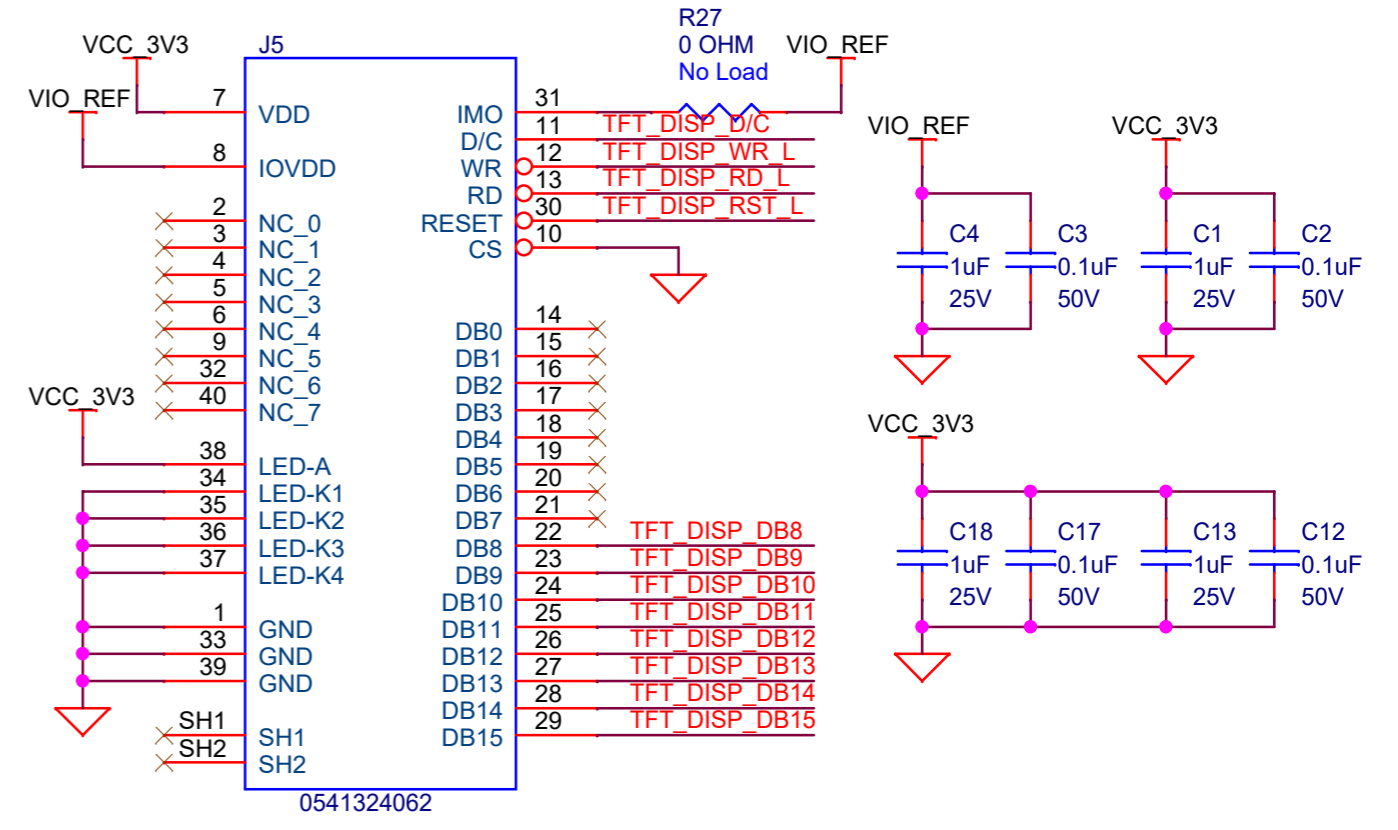 R27
0 OHM
No Load
VCC_3V3
J5
VIO_REF
VIO_REF
7
VDD
IMO
31
8
IOVDD
D/C
11
TFT_DISP_D/C
WR
12
TFT_DISP_WR_L
RD
13
TFT_DISP_RD_L
RESET
30
TFT_DISP_RST_L
CS
10
2
NC_0
3
NC_1
4
NC_2
5
NC_3
6
NC_4
9
NC_5
32
NC_6
40
NC_7
DB0
14
DB1
15
DB2
16
DB3
17
DB4
18
DB5
19
DB6
20
DB7
21
DB8
22
TFT_DISP_DB8
DB9
23
TFT_DISP_DB9
DB10
24
TFT_DISP_DB10
DB11
25
TFT_DISP_DB11
DB12
26
TFT_DISP_DB12
DB13
27
TFT_DISP_DB13
DB14
28
TFT_DISP_DB14
DB15
29
TFT_DISP_DB15
VCC_3V3
38
LED-A
34
LED-K1
35
LED-K2
36
LED-K3
37
LED-K4
1
GND
33
GND
39
GND
SH1
SH1
SH2
SH2
0541324062
VIO_REF
C4
1uF
25V
C3
0.1uF
50V
VCC_3V3
C1
1uF
25V
C2
0.1uF
50V
VCC_3V3
C18
1uF
25V
C17
0.1uF
50V
C13
1uF
25V
C12
0.1uF
50V